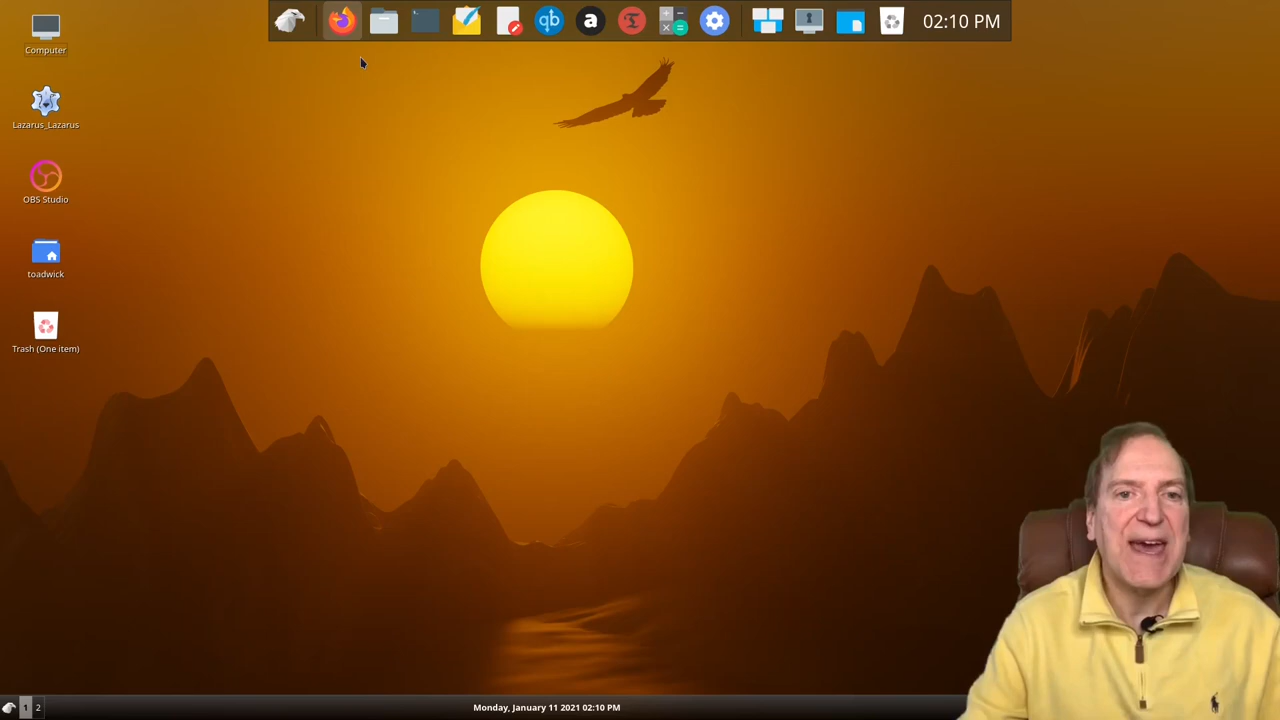 02:10 PM
Computer
Lazarus_Lazarus
OBS Studio
toadwick
Trash (One item)
qb
a
1 2
Monday, January 11 2021 02:10 PM